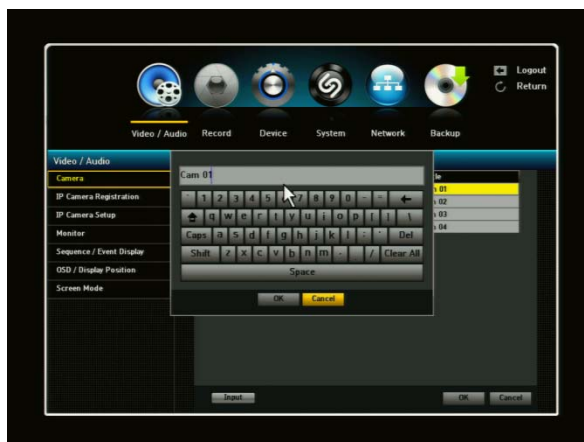 Logout
Return
Video / Audio Record Device System Network Backup
Video / Audio
Camera
IP Camera Registration
IP Camera Setup
Monitor
Sequence / Event Display
OSD / Display Position
Screen Mode
Cam 01
01
02
03
04
1 2 3 4 5 7 8 9 0 - =
q w e r t y u i o p [ ] \
Caps a s d f g h j k l ; ' Del
Shift z x c v b n m . / Clear All
Space
OK Cancel
Input OK Cancel